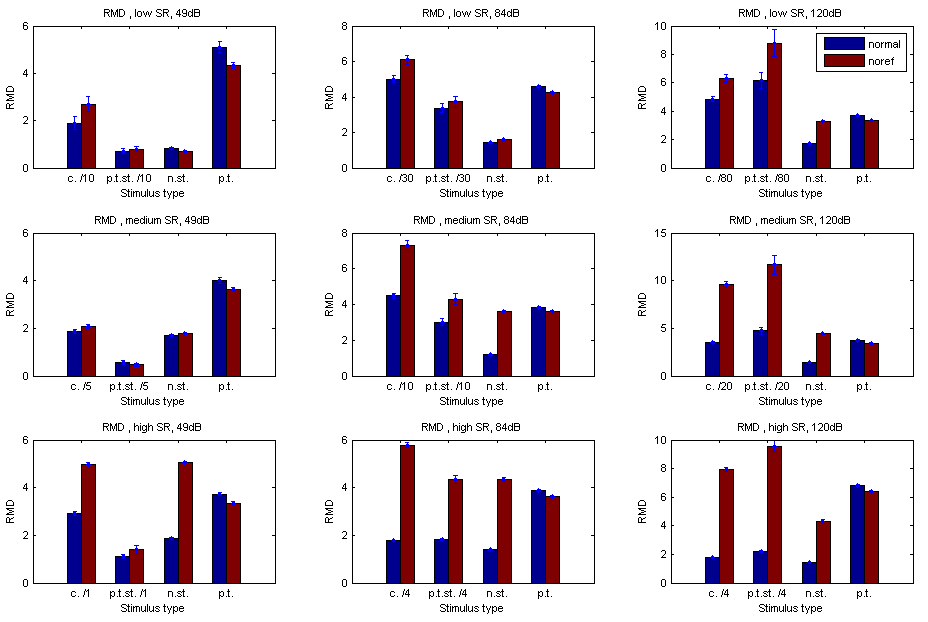 RMD , low SR, 49dB
RMD , low SR, 84dB
RMD , low SR, 120dB
6
4
2
0
RMD
c. /10 p.t.st. /10 n.st. p.t.
Stimulus type
8
6
4
2
0
RMD
c. /30 p.t.st. /30 n.st. p.t.
Stimulus type
10
8
6
4
2
0
RMD
normal
noref
c. /80 p.t.st. /80 n.st. p.t.
Stimulus type
RMD , medium SR, 49dB
RMD , medium SR, 84dB
RMD , medium SR, 120dB
6
4
2
0
RMD
c. /5 p.t.st. /5 n.st. p.t.
Stimulus type
8
6
4
2
0
RMD
c. /10 p.t.st. /10 n.st. p.t.
Stimulus type
15
10
5
0
RMD
c. /20 p.t.st. /20 n.st. p.t.
Stimulus type
RMD , high SR, 49dB
RMD , high SR, 84dB
RMD , high SR, 120dB
6
4
2
0
RMD
c. /1 p.t.st. /1 n.st. p.t.
Stimulus type
6
4
2
0
RMD
c. /4 p.t.st. /4 n.st. p.t.
Stimulus type
10
8
6
4
2
0
RMD
c. /4 p.t.st. /4 n.st. p.t.
Stimulus type